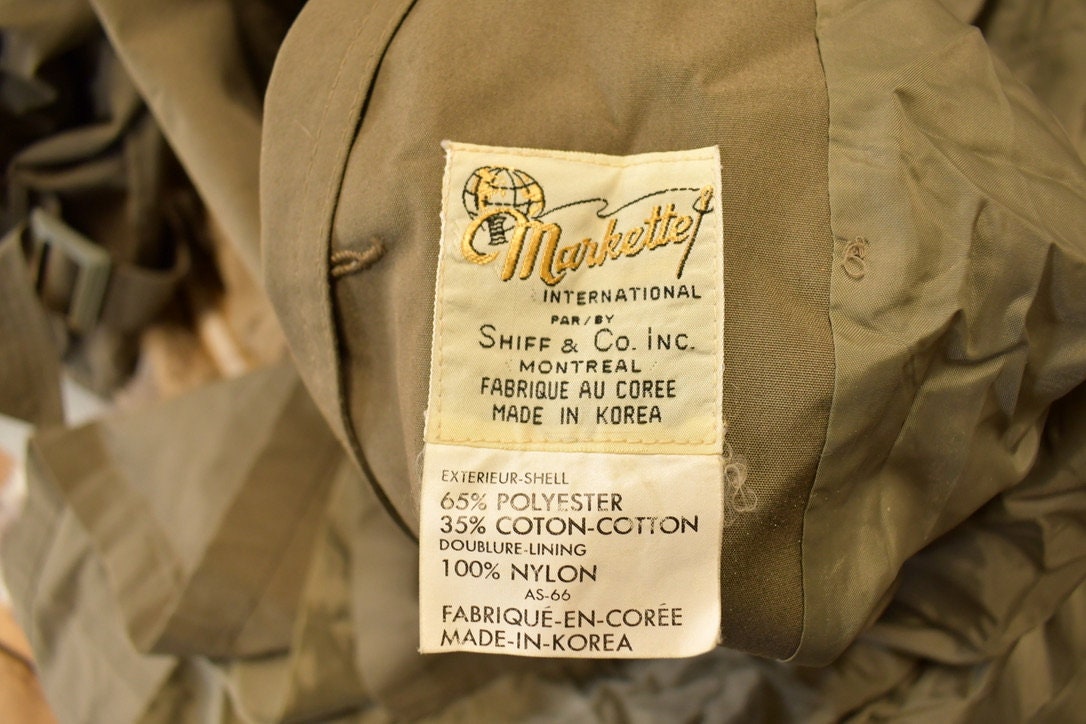 Markette
INTERNATIONAL
PAR/BY
SHIFF & CO. INC.
MONTREAL
FABRIQUE AU COREE
MADE IN KOREA
EXTERIEUR-SHELL
65% POLYESTER
35% COTON-COTTON
DOUBLURE-LINING
100% NYLON
AS-66
FABRIQUÉ-EN-CORÉE
MADE-IN-KOREA